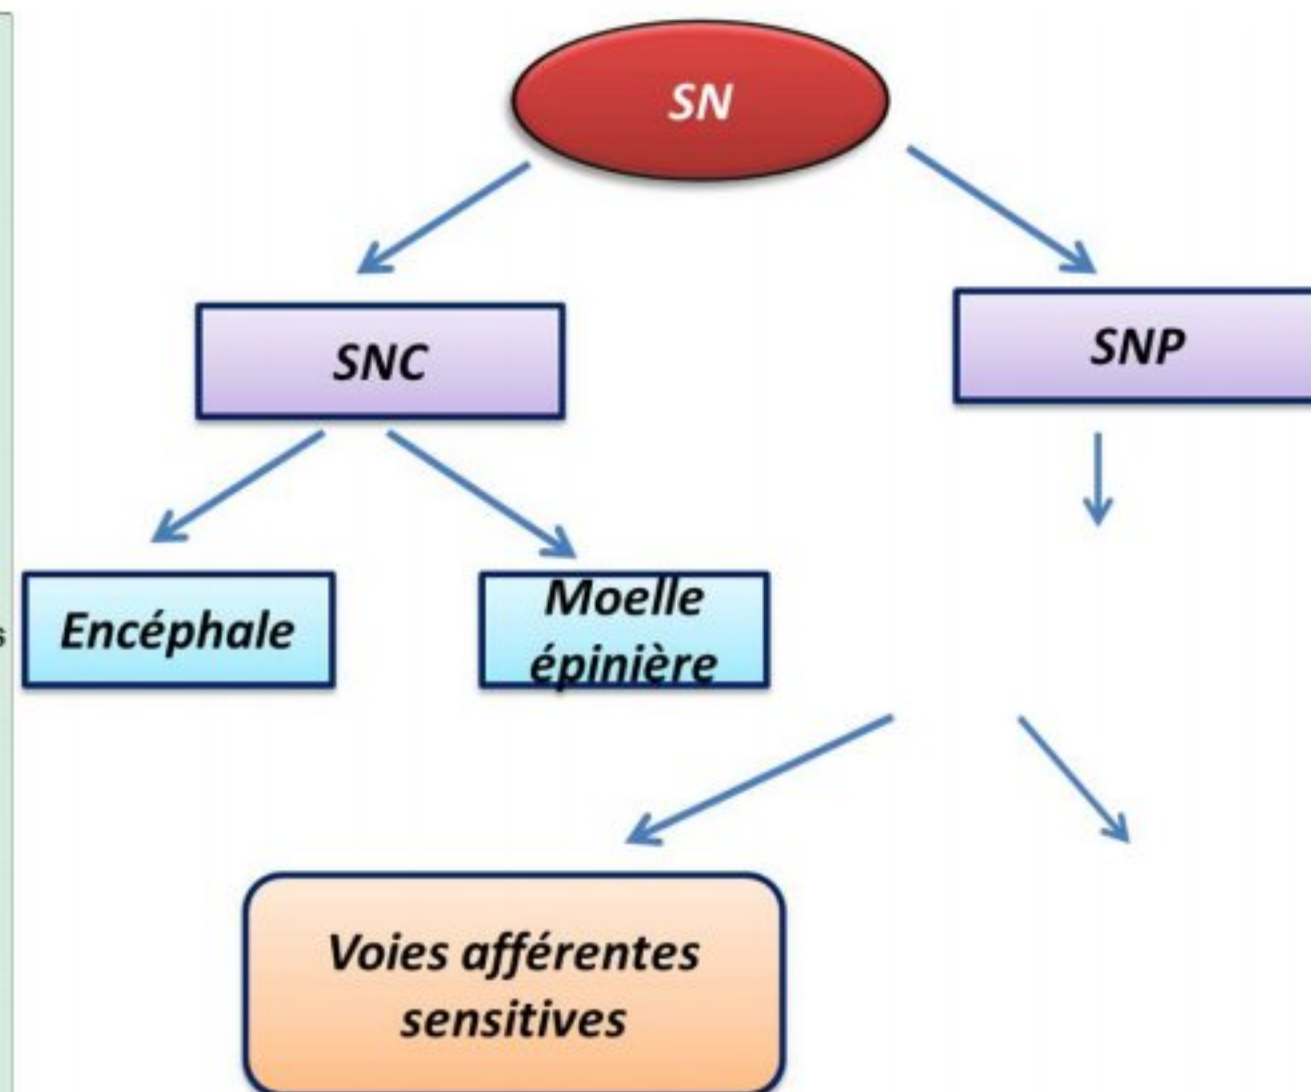 SN
SNC
SNP
Encéphale
Moelle
épinière
Voies afférentes
sensitives